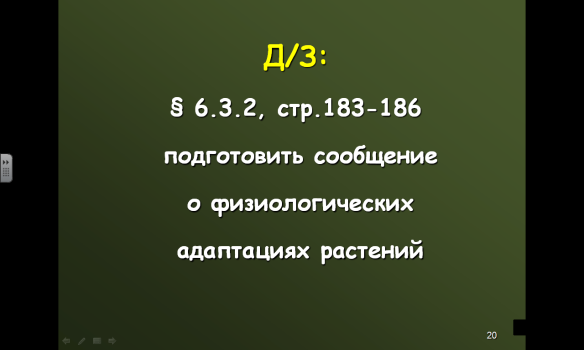 Д/З:
§ 6.3.2, стр.183-186
подготовить сообщение
о физиологических
адаптациях растений
20